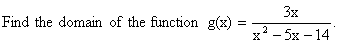 Find the domain of the function g(x) = 3x / (x² − 5x − 14).